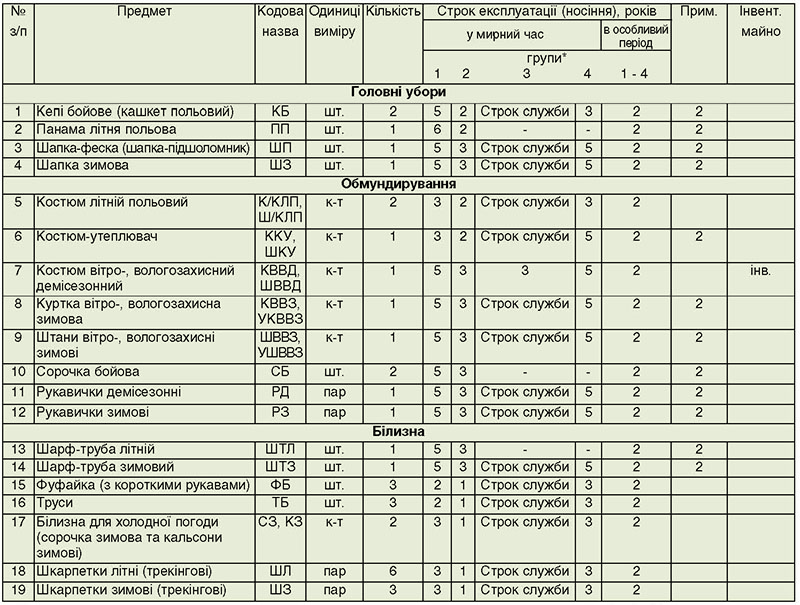 № з/п Предмет Кодова назва Одиниці виміру Кількість Строк експлуатації (носіння), років Прим. Інвент. майно
у мирний час в особливий період
групи*
1 2 3 4 1 - 4
Головні убори
1 Кепі бойове (кашкет польовий) КБ шт. 2 5 2 Строк служби 3 2 2
2 Панама літня польова ПП шт. 1 6 2 - - 2 2
3 Шапка-феска (шапка-підшоломник) ШП шт. 1 5 3 Строк служби 5 2 2
4 Шапка зимова ШЗ шт. 1 5 3 Строк служби 5 2 2
Обмундирування
5 Костюм літній польовий К/КЛП, Ш/КЛП к-т 2 3 2 Строк служби 3 2
6 Костюм-утеплювач ККУ, ШКУ к-т 1 3 2 Строк служби 5 2 2
7 Костюм вітро-, вологозахисний демісезонний КВВД, ШВВД к-т 1 5 3 3 5 2 інв.
8 Куртка вітро-, вологозахисна зимова КВВЗ, УКВВЗ к-т 1 5 3 Строк служби 5 2 2
9 Штани вітро-, вологозахисні зимові ШВВЗ, УШВВЗ к-т 1 5 3 Строк служби 5 2 2
10 Сорочка бойова СБ шт. 2 5 3 - - 2 2
11 Рукавички демісезонні РД пар 1 5 3 Строк служби 5 2 2
12 Рукавички зимові РЗ пар 1 5 3 Строк служби 5 2 2
Білизна
13 Шарф-труба літній ШТЛ шт. 1 5 3 - - 2 2
14 Шарф-труба зимовий ШТЗ шт. 1 5 3 Строк служби 5 2 2
15 Фуфайка (з короткими рукавами) ФБ шт. 3 2 1 Строк служби 3 2
16 Труси ТБ шт. 3 2 1 Строк служби 3 2
17 Білизна для холодної погоди (сорочка зимова та кальсони зимові) СЗ, КЗ к-т 2 3 1 Строк служби 3 2
18 Шкарпетки літні (трекінгові) ШЛ пар 6 3 1 Строк служби 3 2
19 Шкарпетки зимові (трекінгові) ШЗ пар 3 3 1 Строк служби 3 2